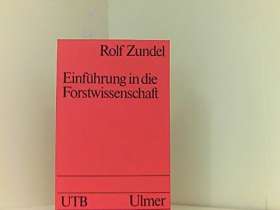 Rolf Zundel
Einführung in die
Forstwissenschaft
UTB Ulmer